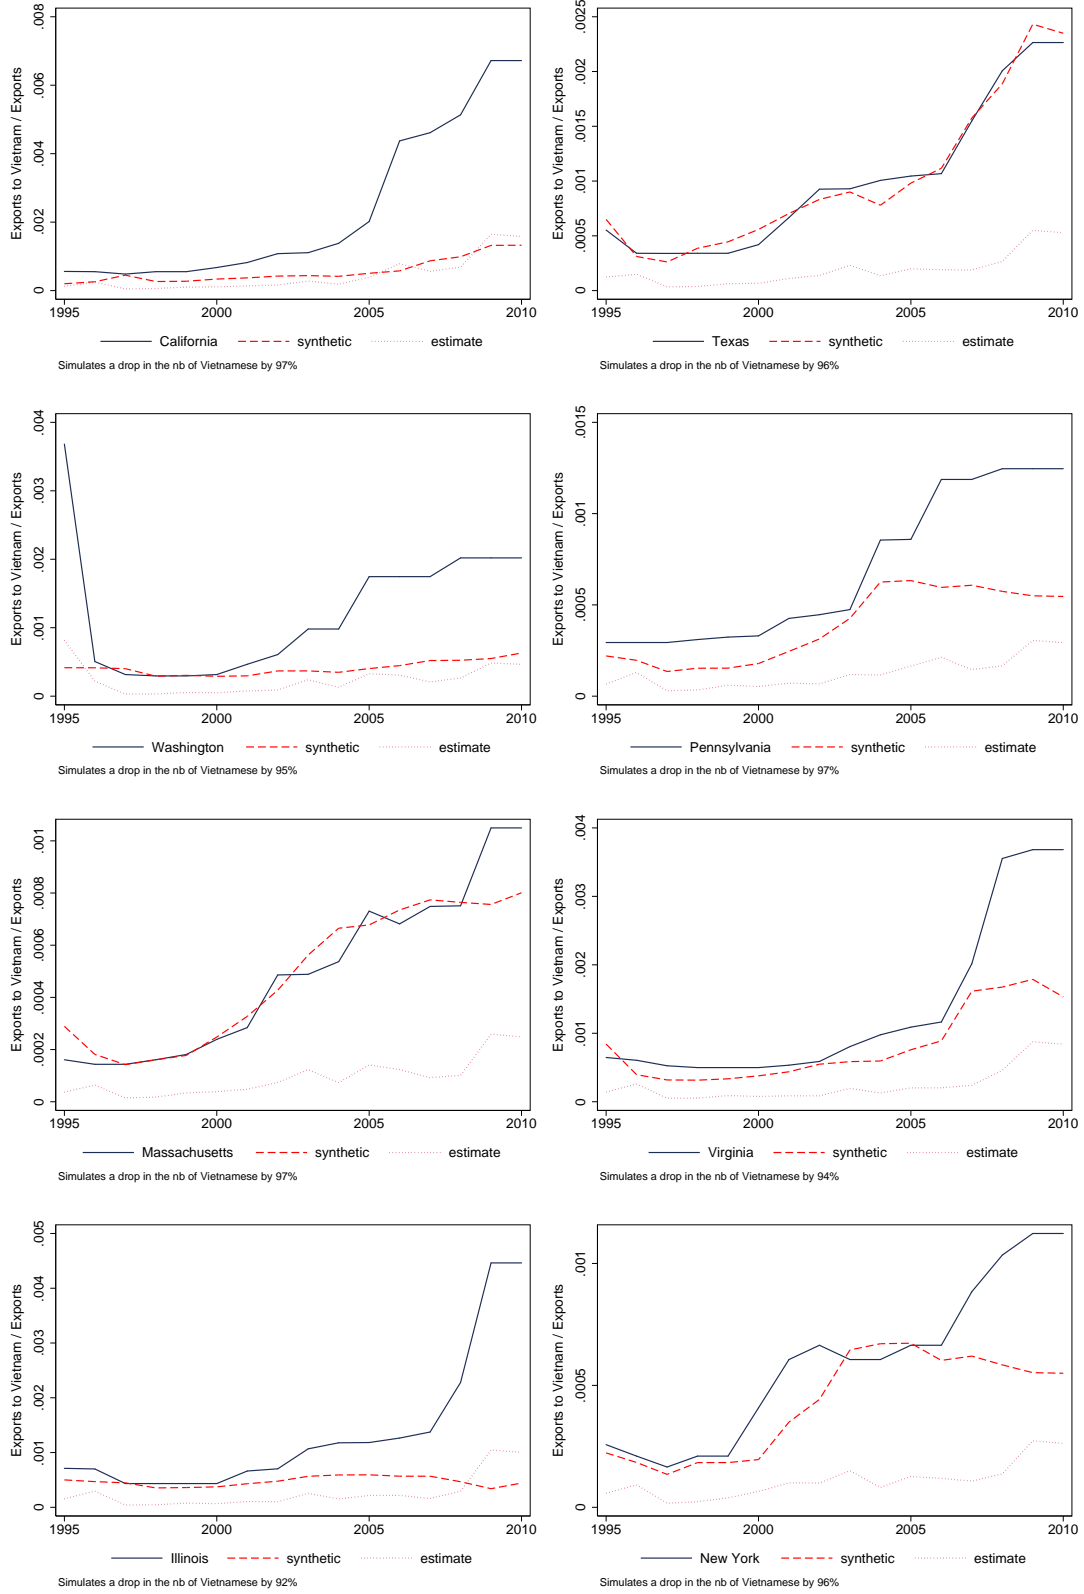 Exports to Vietnam / Exports
.008
.006
.004
.002
0
1995 2000 2005 2010
California synthetic estimate
Simulates a drop in the nb of Vietnamese by 97%
Exports to Vietnam / Exports
.0025
.002
.0015
.001
.0005
0
1995 2000 2005 2010
Texas synthetic estimate
Simulates a drop in the nb of Vietnamese by 96%
Exports to Vietnam / Exports
.004
.003
.002
.001
0
1995 2000 2005 2010
Washington synthetic estimate
Simulates a drop in the nb of Vietnamese by 95%
Exports to Vietnam / Exports
.0015
.001
.0005
0
1995 2000 2005 2010
Pennsylvania synthetic estimate
Simulates a drop in the nb of Vietnamese by 97%
Exports to Vietnam / Exports
.001
.0008
.0006
.0004
.0002
0
1995 2000 2005 2010
Massachusetts synthetic estimate
Simulates a drop in the nb of Vietnamese by 97%
Exports to Vietnam / Exports
.004
.003
.002
.001
0
1995 2000 2005 2010
Virginia synthetic estimate
Simulates a drop in the nb of Vietnamese by 94%
Exports to Vietnam / Exports
.005
.004
.003
.002
.001
0
1995 2000 2005 2010
Illinois synthetic estimate
Simulates a drop in the nb of Vietnamese by 92%
Exports to Vietnam / Exports
.001
.0005
0
1995 2000 2005 2010
New York synthetic estimate
Simulates a drop in the nb of Vietnamese by 96%